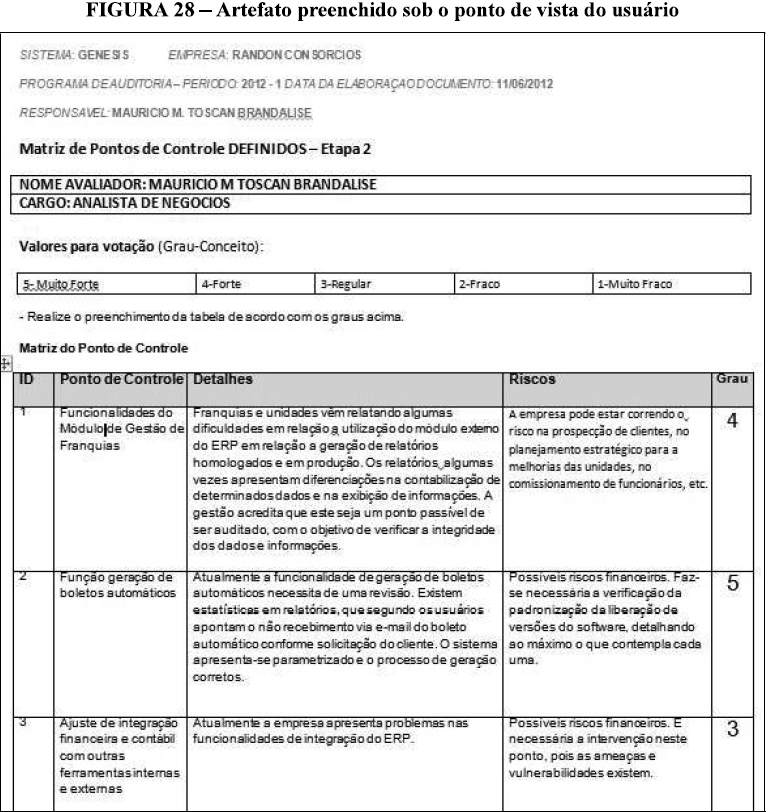 FIGURA 28 – Artefato preenchido sob o ponto de vista do usuário
SISTEMA: GENESIS EMPRESA: RANDON CONSORCIOS
PROGRAMA DE AUDITORIA – PERIODO: 2012 - 1 DATA DA ELABORAÇAO DOCUMENTO: 11/06/2012
RESPONSAVEL: MAURICIO M. TOSCAN BRANDALISE
Matriz de Pontos de Controle DEFINIDOS – Etapa 2
NOME AVALIADOR: MAURICIO M TOSCAN BRANDALISE
CARGO: ANALISTA DE NEGOCIOS
Valores para votação (Grau-Conceito):
5- Muito Forte 4-Forte 3-Regular 2-Fraco 1-Muito Fraco
- Realize o preenchimento da tabela de acordo com os graus acima.
Matriz do Ponto de Controle
ID Ponto de Controle Detalhes Riscos Grau
1
Funcionalidades do
Módulo de Gestão de
Franquias
Franquias e unidades vêm relatando algumas
dificuldades em relação a utilização do módulo externo
do ERP em relação a geração de relatórios
homologados e em produção. Os relatórios, algumas
vezes apresentam diferenciações na contabilização de
determinados dados e na exibição de informações. A
gestão acredita que este seja um ponto passível de
ser auditado, com o objetivo de verificar a integridade
dos dados e informações.
A empresa pode estar correndo o
risco na prospecção de clientes, no
planejamento estratégico para a
melhorias das unidades, no
comissionamento de funcionários, etc.
4
2
Função geração de
boletos automáticos
Atualmente a funcionalidade de geração de boletos
automáticos necessita de uma revisão. Existem
estatísticas em relatórios, que segundo os usuários
apontam o não recebimento via e-mail do boleto
automático conforme solicitação do cliente. O sistema
apresenta-se parametrizado e o processo de geração
corretos.
Possíveis riscos financeiros. Faz-
se necessária a verificação da
padronização da liberação de
versões do software, detalhando
ao máximo o que contempla cada
uma.
5
3
Ajuste de integração
financeira e contábil
com outras
ferramentas internas
e externas
Atualmente a empresa apresenta problemas nas
funcionalidades de integração do ERP.
Possíveis riscos financeiros. É
necessária a intervenção neste
ponto, pois as ameaças e
vulnerabilidades existem.
3